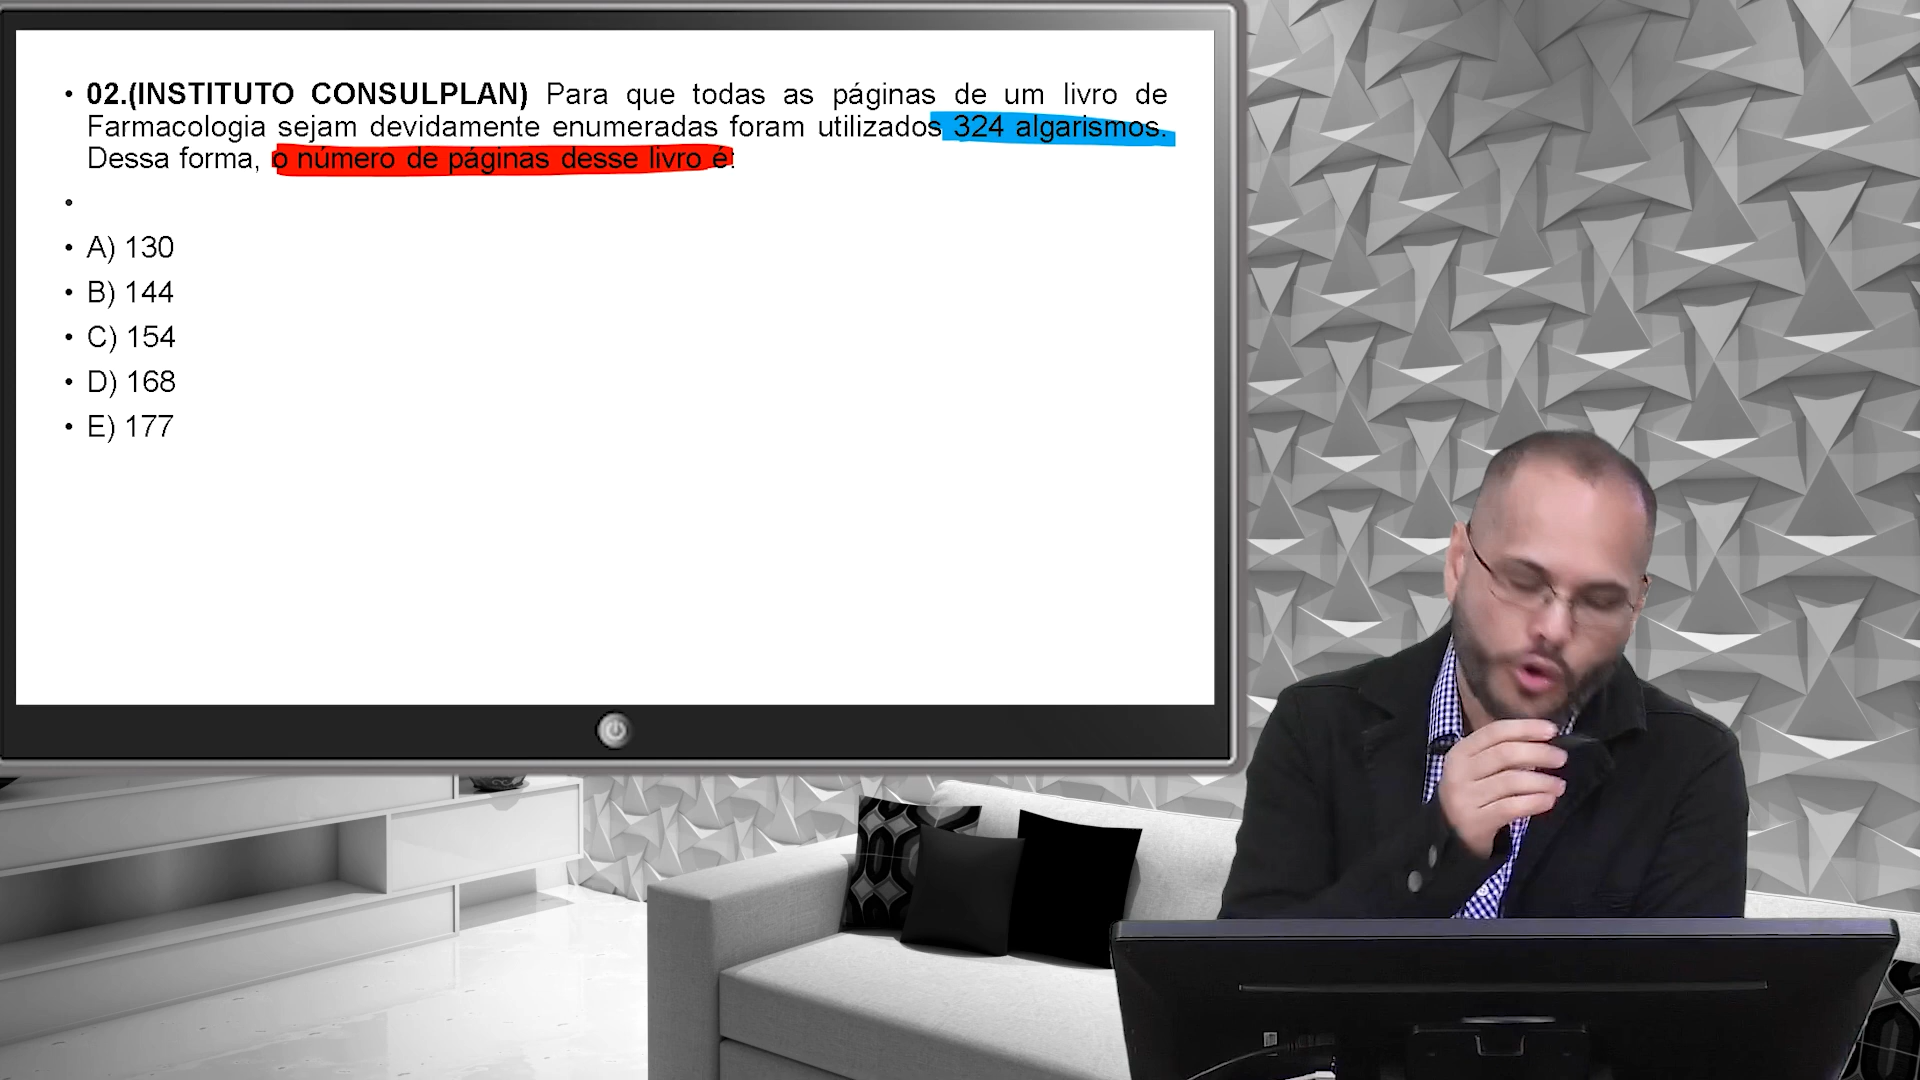 • 02.(INSTITUTO CONSULPLAN) Para que todas as páginas de um livro de
Farmacologia sejam devidamente enumeradas foram utilizados 324 algarismos.
Dessa forma, o número de páginas desse livro é:
•
• A) 130
• B) 144
• C) 154
• D) 168
• E) 177